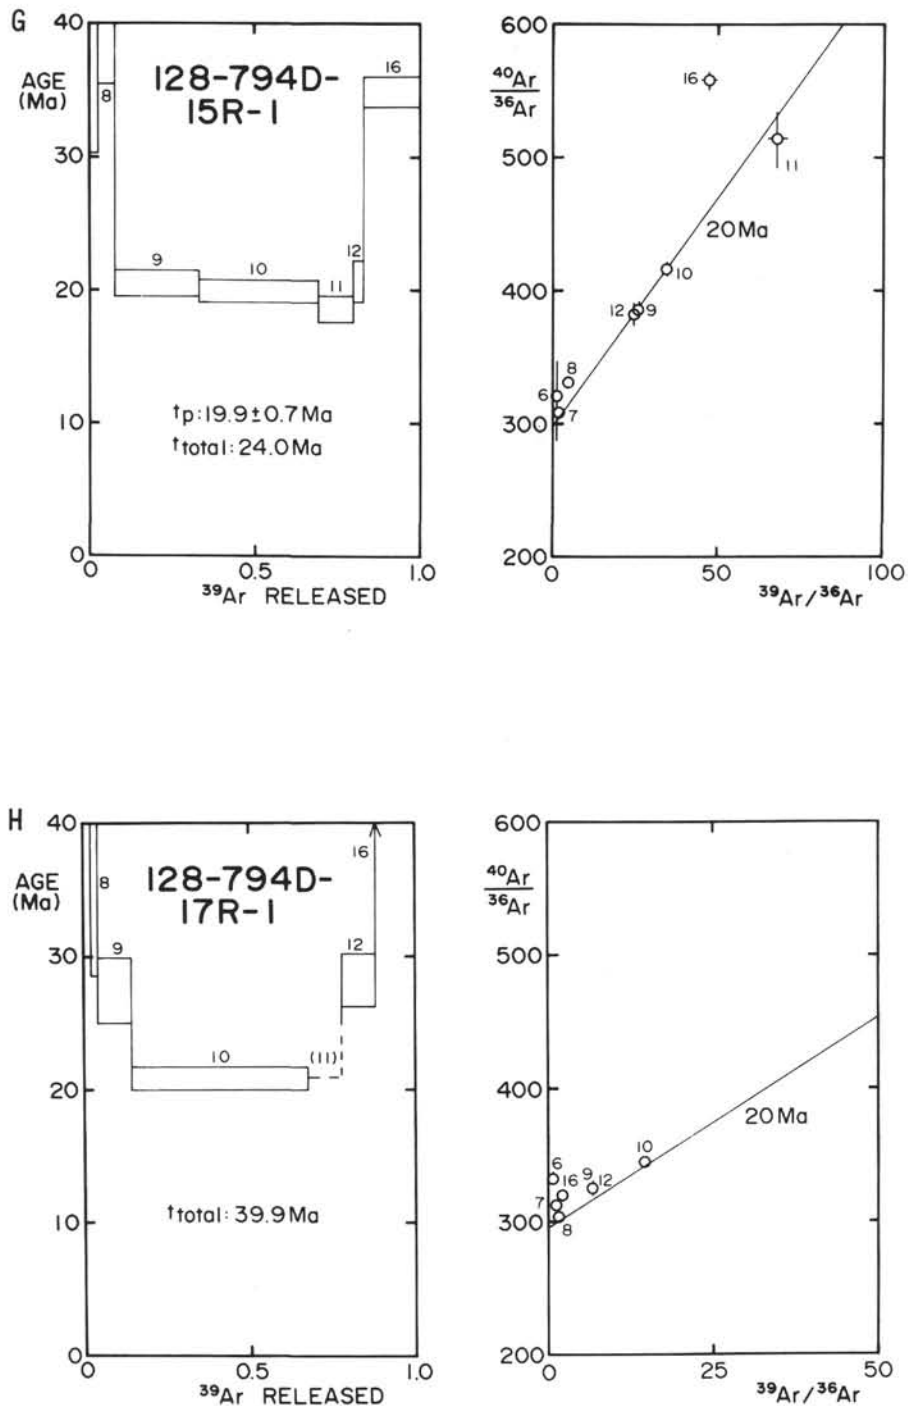 G
40
30
20
10
0
AGE
(Ma)
8
9
10
11
12
16
128-794D-
15R-1
tp: 19.9±0.7 Ma
ttotal: 24.0 Ma
0 0.5 1.0
³⁹Ar RELEASED
600
500
400
300
200
⁴⁰Ar
³⁶Ar
16
11
20 Ma
10
12 9
8
6
7
0 50 100
³⁹Ar/³⁶Ar
H
40
30
20
10
0
AGE
(Ma)
8
9
10
(11)
12
16
128-794D-
17R-1
ttotal: 39.9 Ma
0 0.5 1.0
³⁹Ar RELEASED
600
500
400
300
200
⁴⁰Ar
³⁶Ar
20 Ma
10
6
9 12
16
7
8
0 25 50
³⁹Ar/³⁶Ar